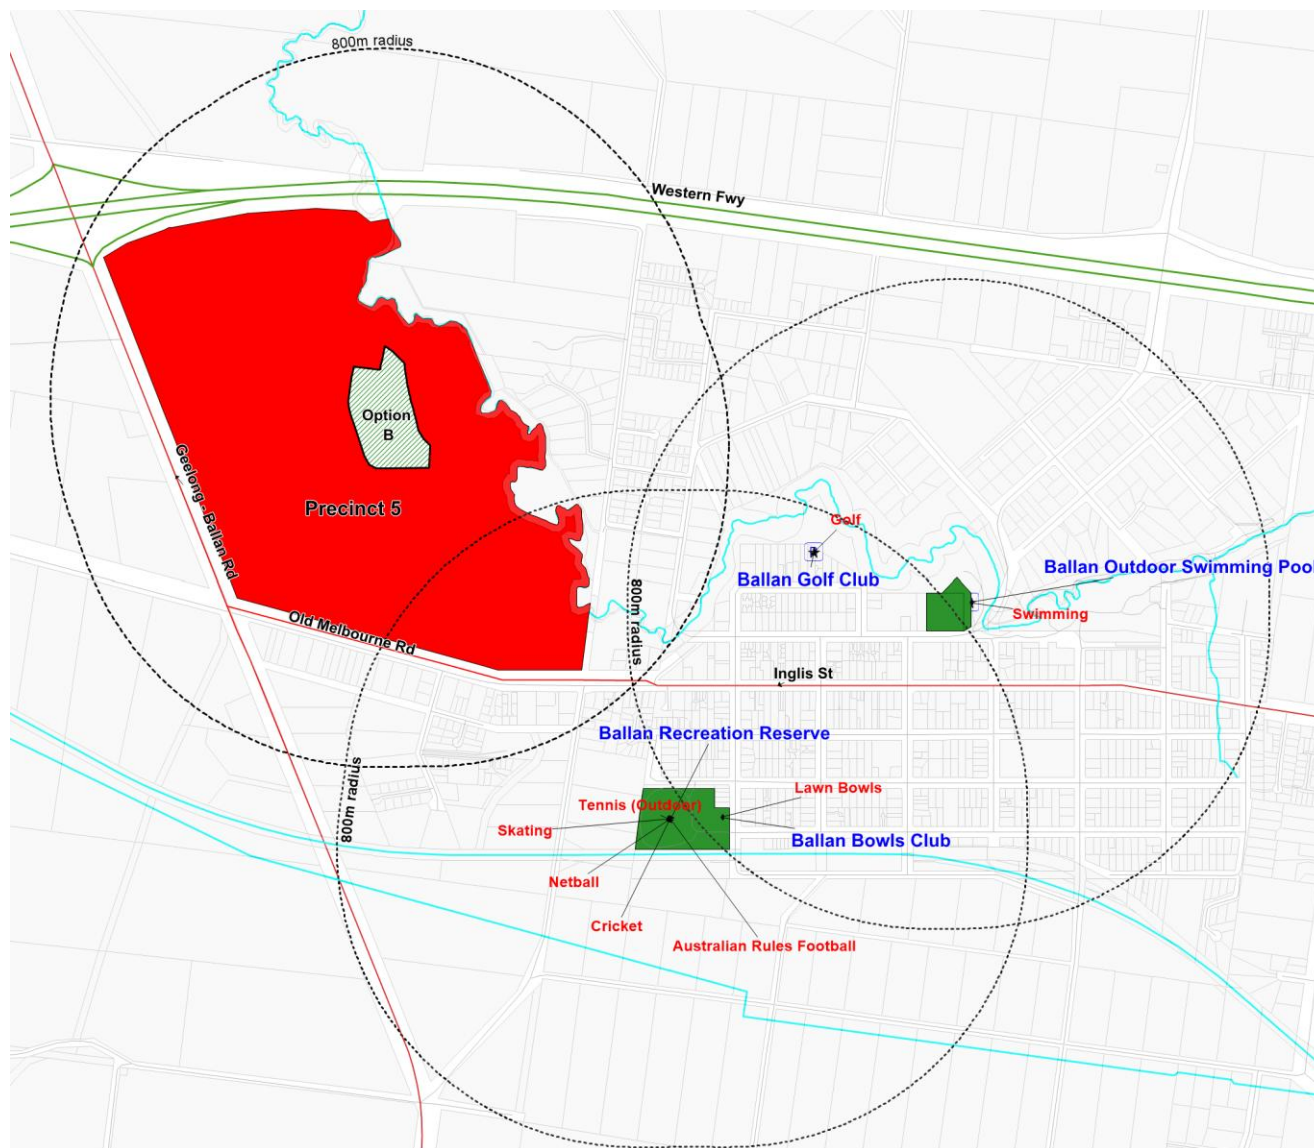 800m radius
Western Fwy
Option
B
Geelong - Ballan Rd
Precinct 5
Golf
Ballan Golf Club
Ballan Outdoor Swimming Pool
Swimming
800m radius
Old Melbourne Rd
Inglis St
Ballan Recreation Reserve
800m radius
Lawn Bowls
Tennis (Outdoor)
Skating
Ballan Bowls Club
Netball
Cricket
Australian Rules Football